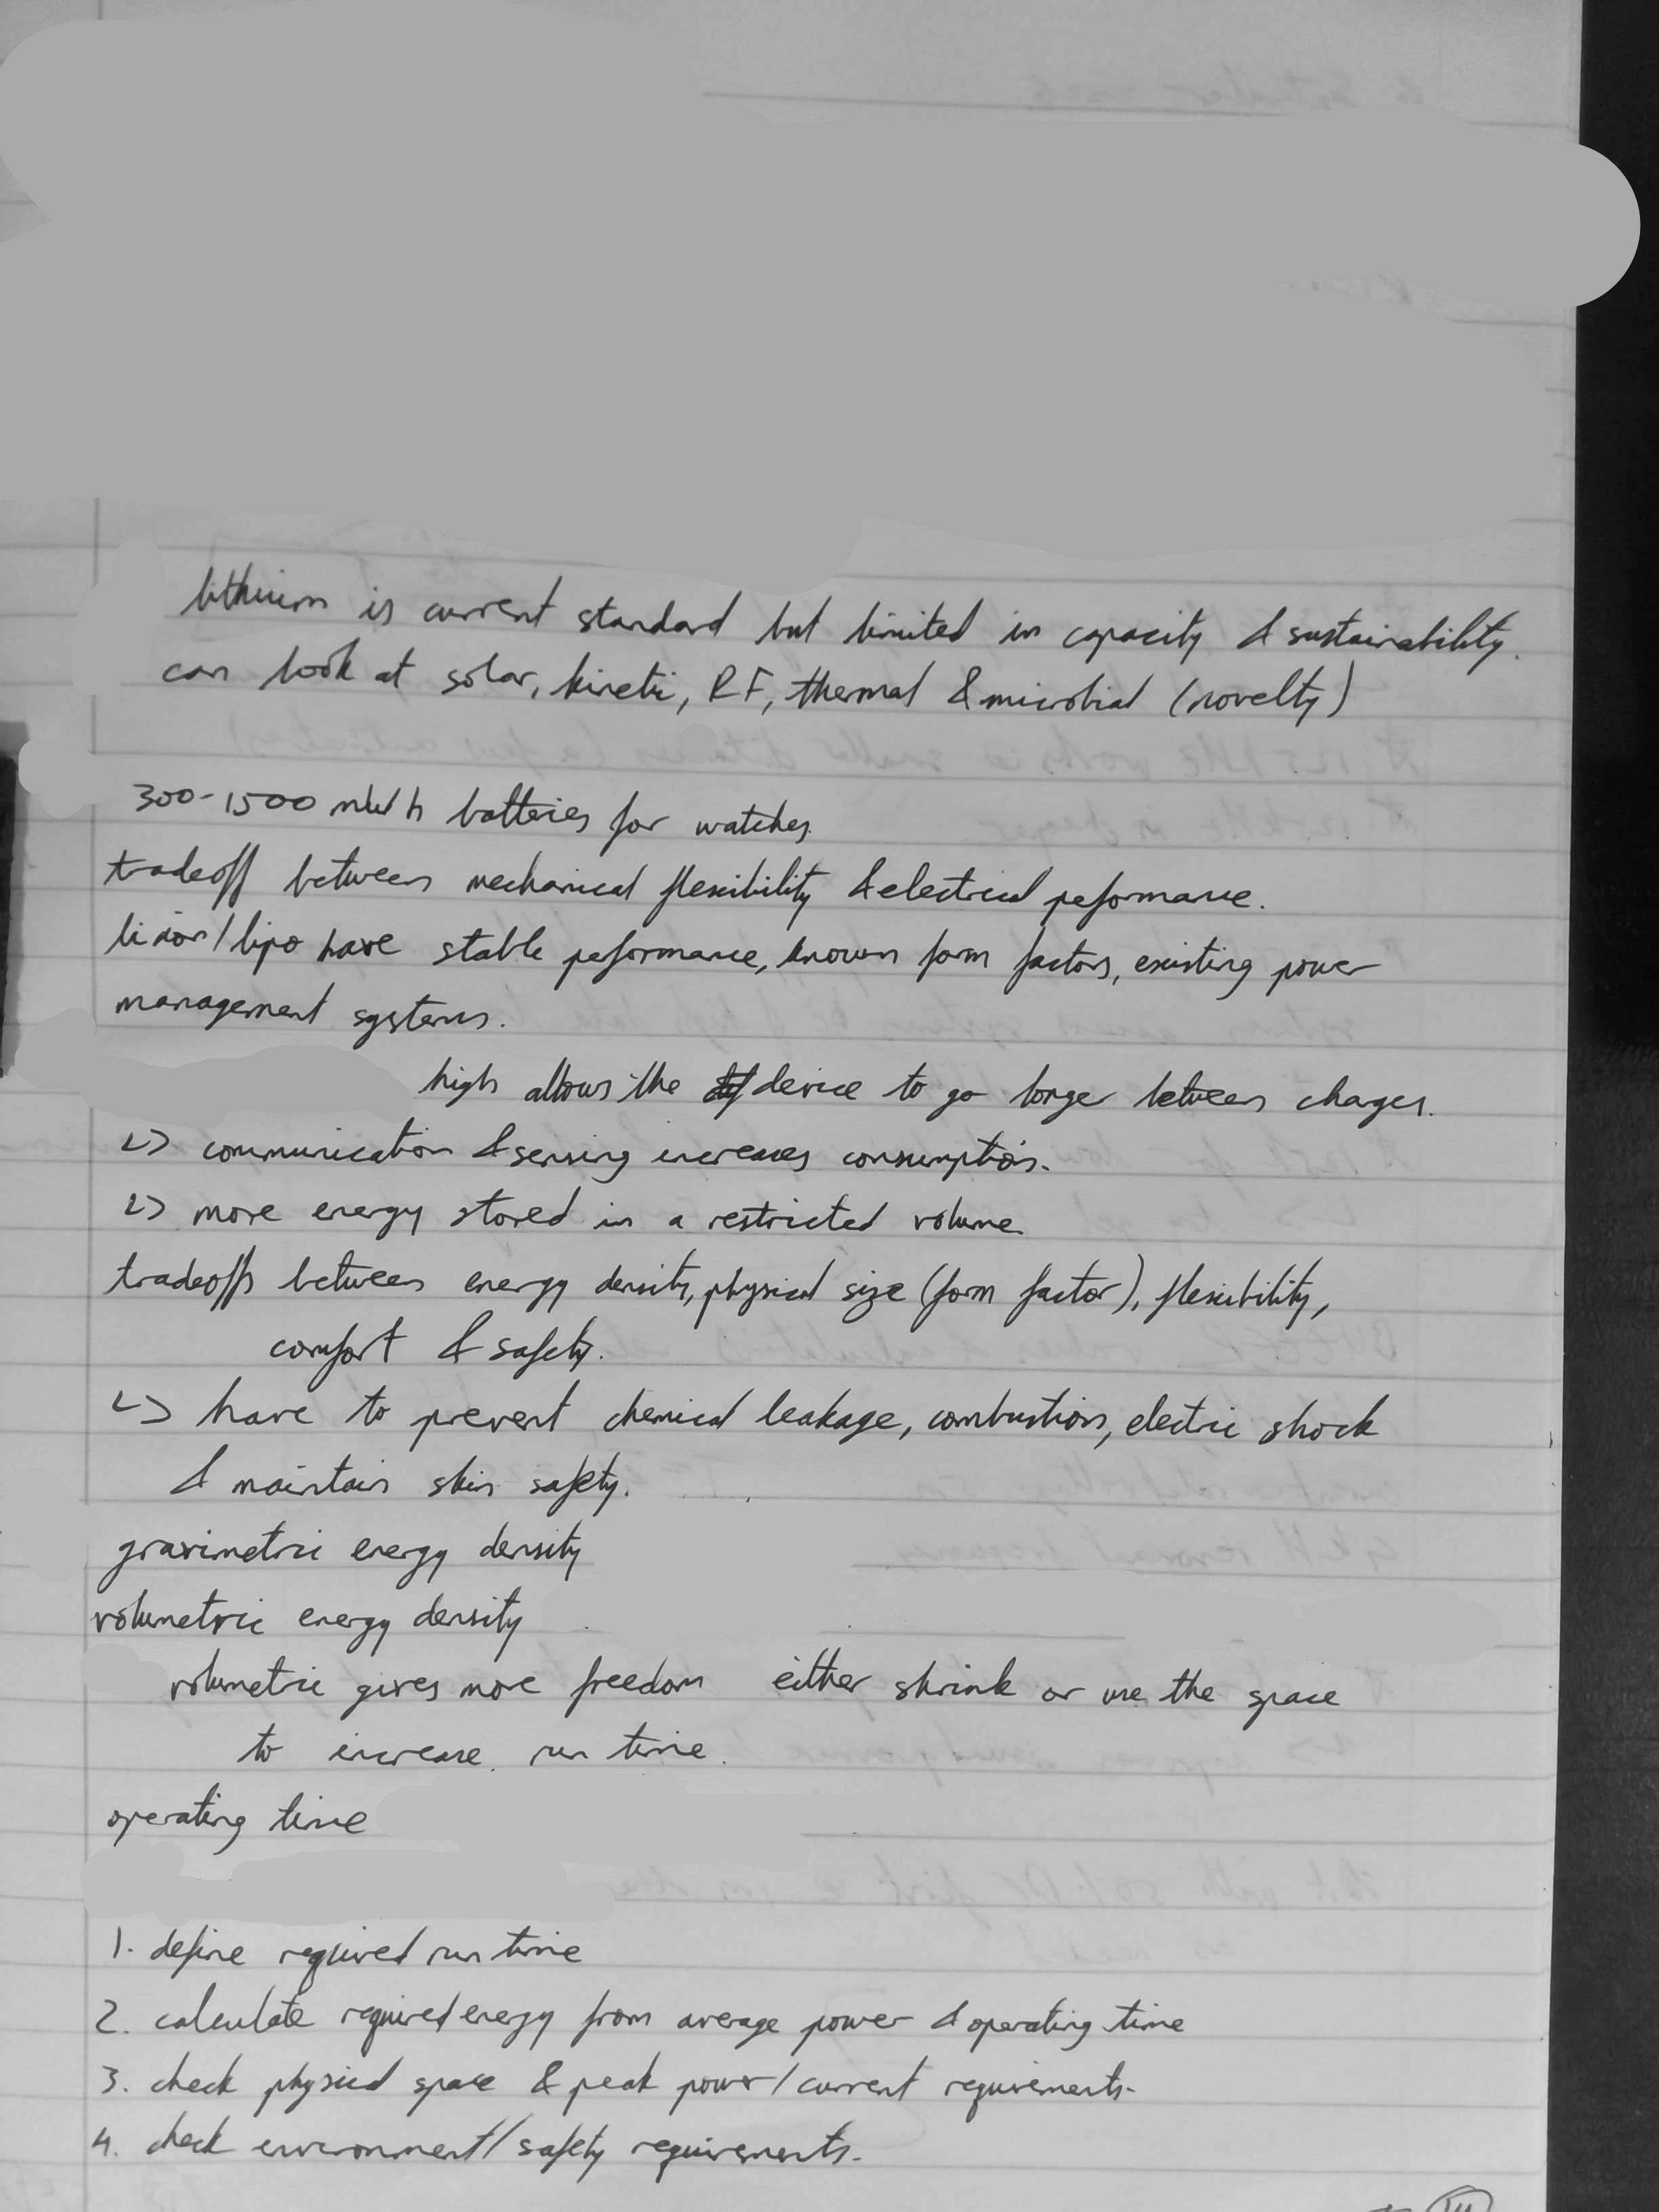 lithium is current standard but limited in capacity & sustainability.
can look at solar, kinetic, RF, thermal & microbial (novelty)
300-1500 mWh batteries for watches.
tradeoff between mechanical flexibility & electrical peformance.
li ion/lipo have stable peformance, known form factors, existing power
management systems.
high allows the device to go longer between charges.
↳ communication & sensing increases consumption.
↳ more energy stored in a restricted volume.
tradeoffs between energy density, physical size (form factor), flexibility,
comfort & safety.
↳ have to prevent chemical leakage, combustion, electric shock
& maintain skin safety.
gravimetric energy density
volumetric energy density
volumetric gives more freedom either shrink or use the space
to increase run time.
operating time
1. define required run time
2. calculate required energy from average power & operating time
3. check physical space & peak power/current requirements.
4. check environment/safety requirements.